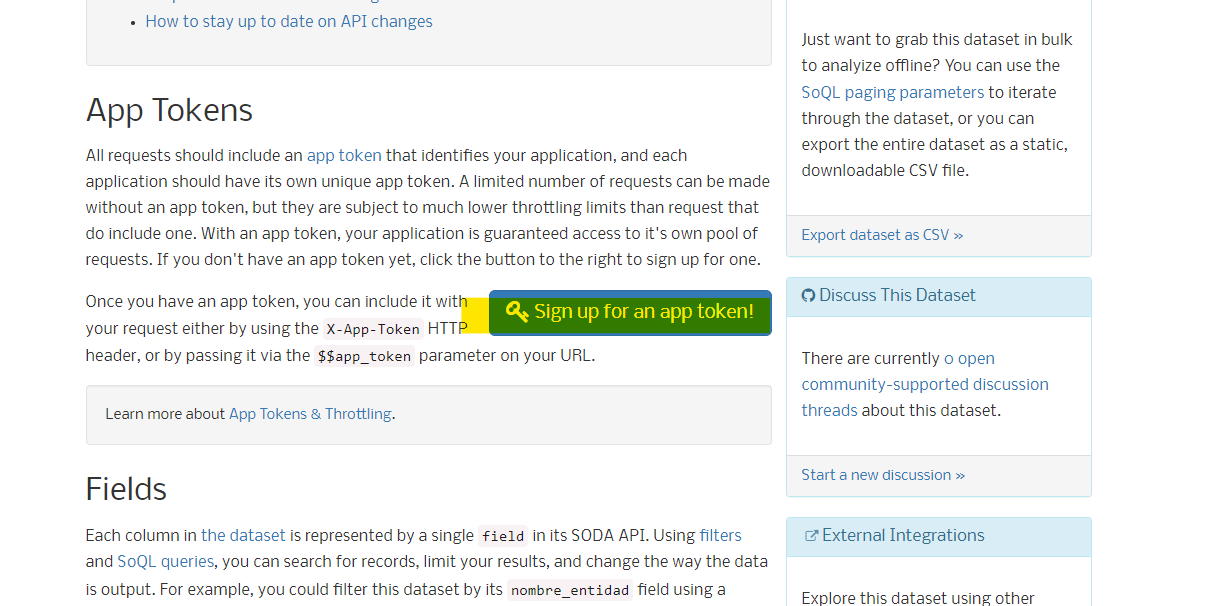 How to stay up to date on API changes
App Tokens
All requests should include an app token that identifies your application, and each
application should have its own unique app token. A limited number of requests can be made
without an app token, but they are subject to much lower throttling limits than request that
do include one. With an app token, your application is guaranteed access to it's own pool of
requests. If you don't have an app token yet, click the button to the right to sign up for one.
Once you have an app token, you can include it with
your request either by using the X-App-Token HTTP
header, or by passing it via the $$app_token parameter on your URL.
Sign up for an app token!
Learn more about App Tokens & Throttling.
Fields
Each column in the dataset is represented by a single field in its SODA API. Using filters
and SoQL queries, you can search for records, limit your results, and change the way the data
is output. For example, you could filter this dataset by its nombre_entidad field using a
Just want to grab this dataset in bulk
to analyize offline? You can use the
SoQL paging parameters to iterate
through the dataset, or you can
export the entire dataset as a static,
downloadable CSV file.
Export dataset as CSV »
Discuss This Dataset
There are currently 0 open
community-supported discussion
threads about this dataset.
Start a new discussion »
External Integrations
Explore this dataset using other